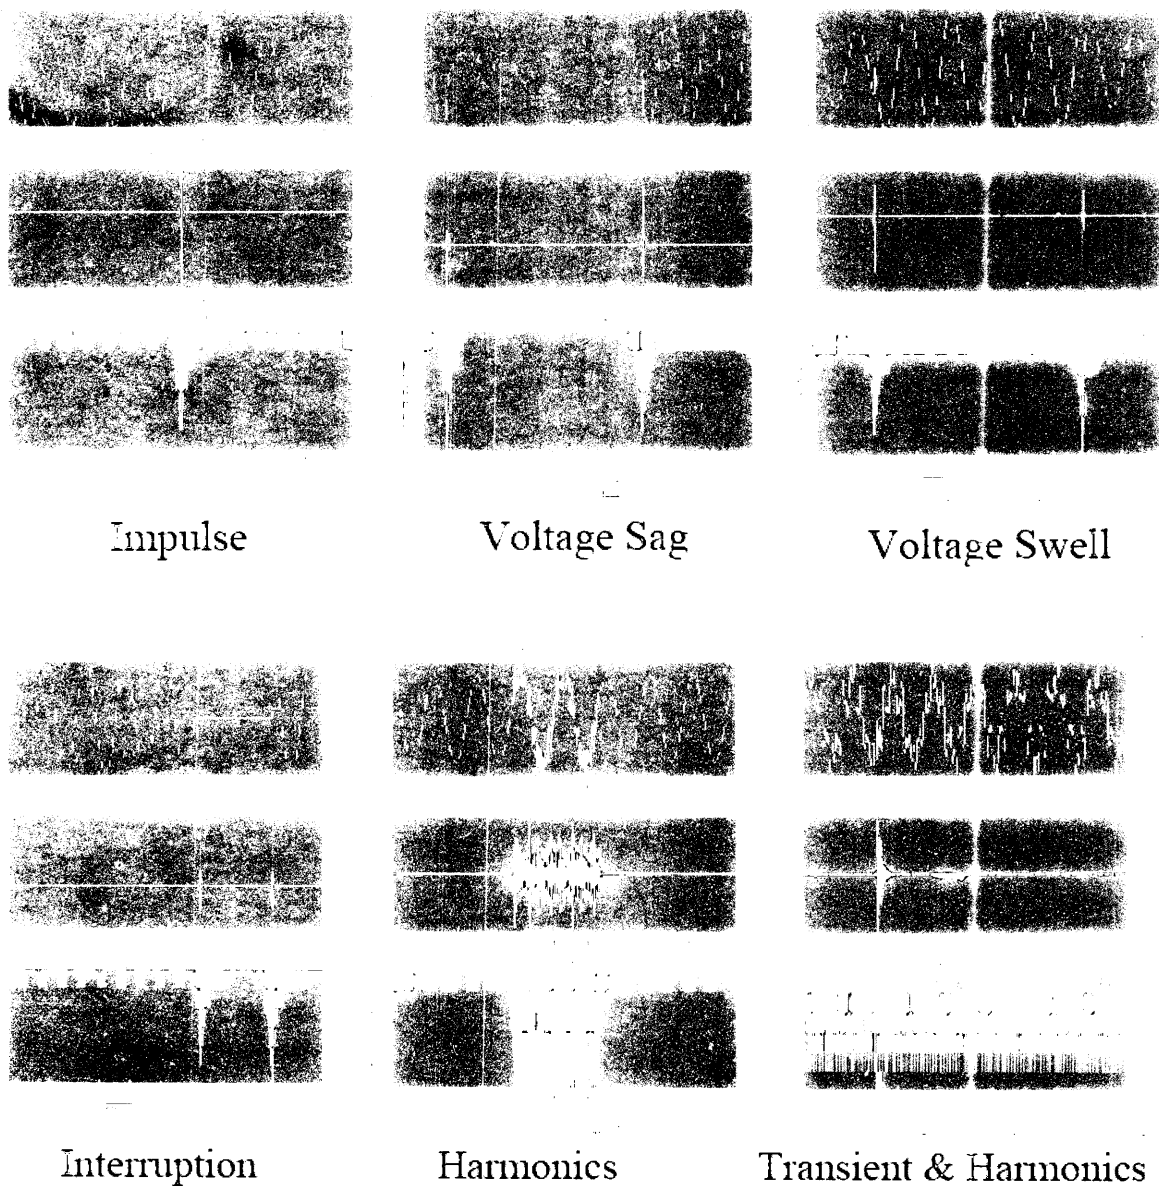 Impulse
Voltage Sag
Voltage Swell
Interruption
Harmonics
Transient & Harmonics